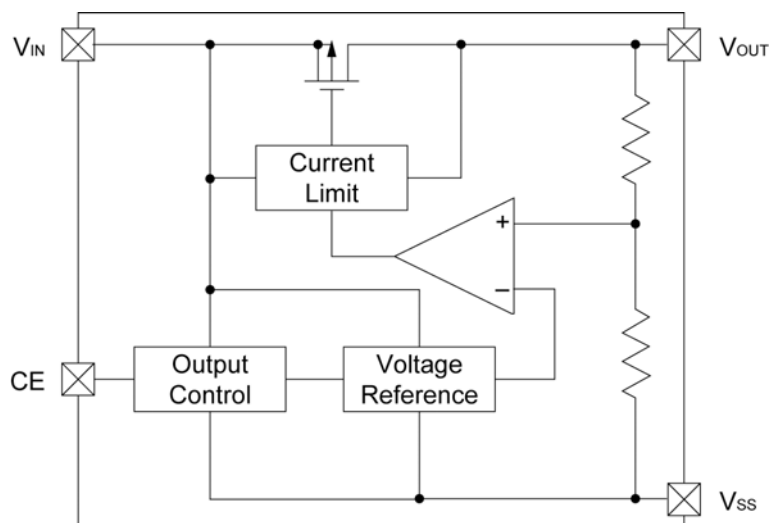 VIN
VOUT
Current
Limit
+
−
CE
Output
Control
Voltage
Reference
VSS